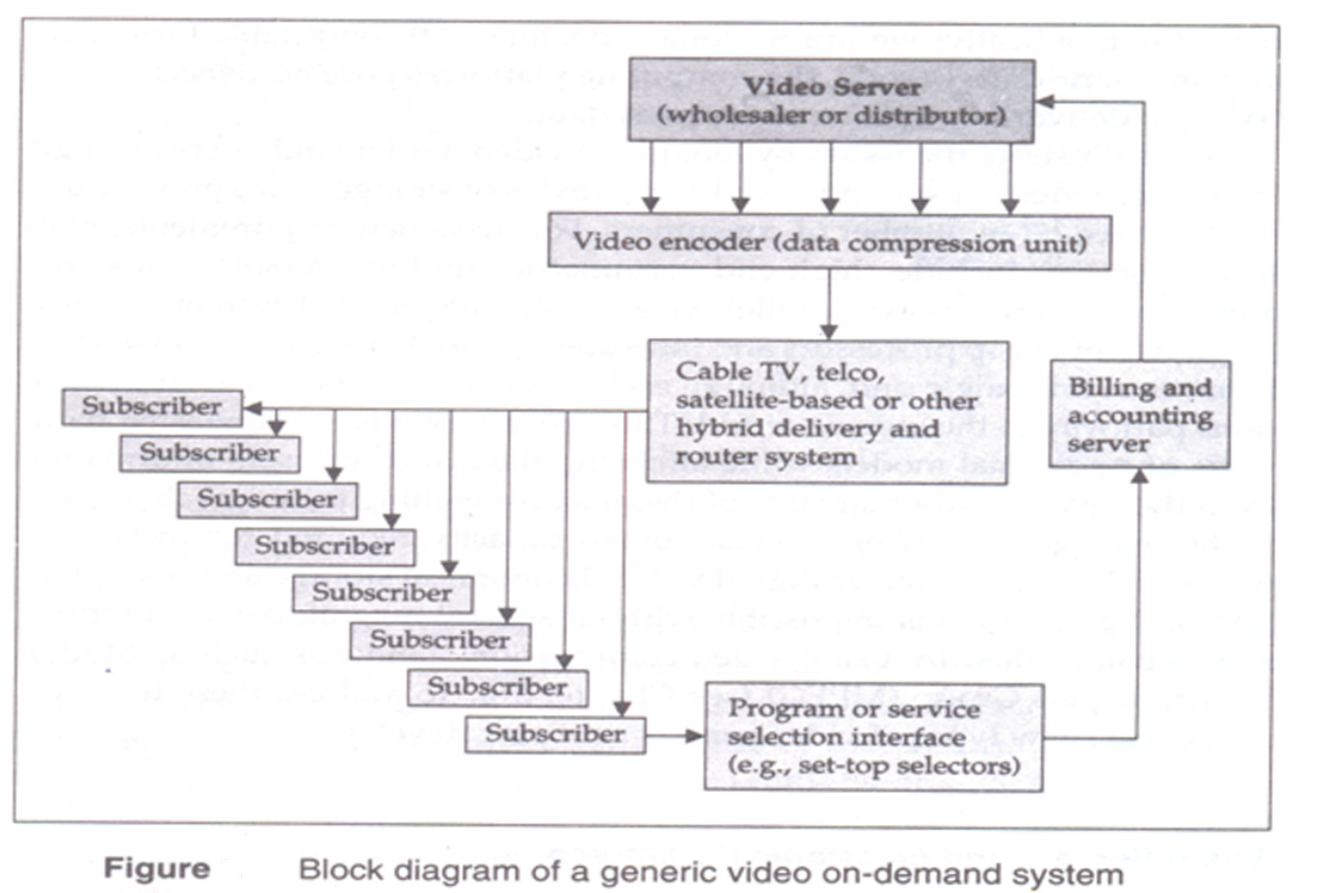 Video Server
(wholesaler or distributor)
Video encoder (data compression unit)
Cable TV, telco,
satellite-based or other
hybrid delivery and
router system
Billing and
accounting
server
Subscriber
Subscriber
Subscriber
Subscriber
Subscriber
Subscriber
Subscriber
Subscriber
Program or service
selection interface
(e.g., set-top selectors)
Figure Block diagram of a generic video on-demand system